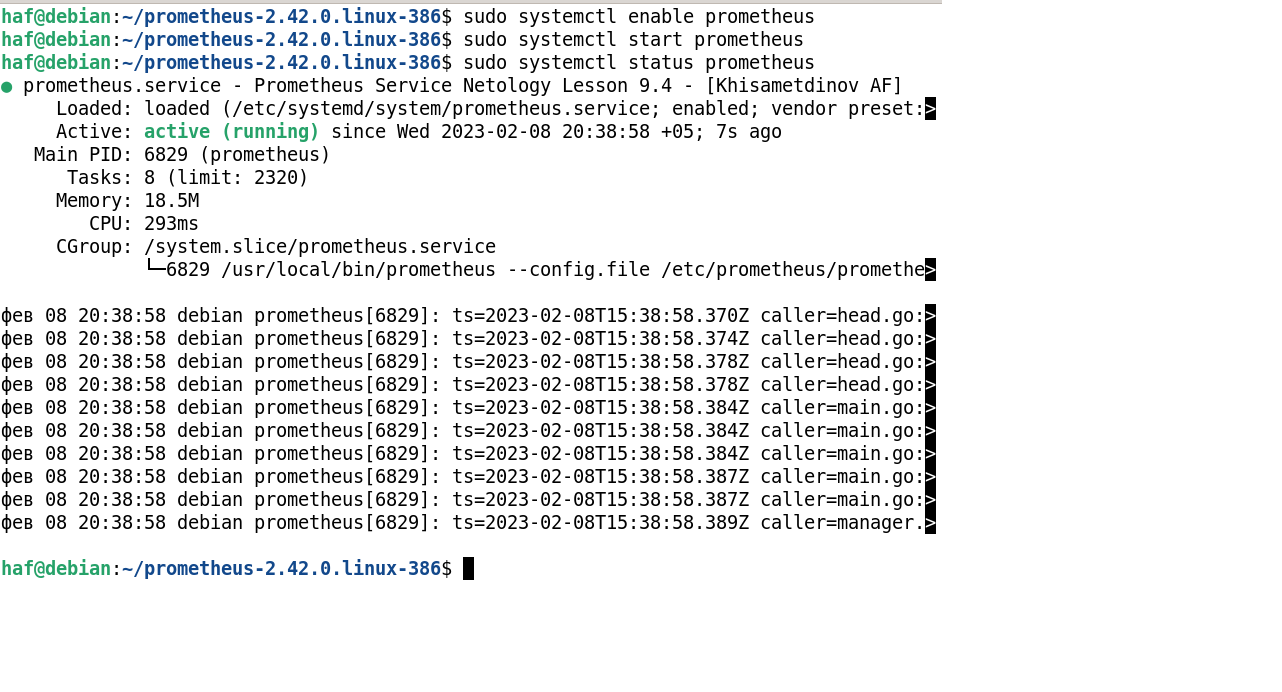 haf@debian:~/prometheus-2.42.0.linux-386$ sudo systemctl enable prometheus
haf@debian:~/prometheus-2.42.0.linux-386$ sudo systemctl start prometheus
haf@debian:~/prometheus-2.42.0.linux-386$ sudo systemctl status prometheus
● prometheus.service - Prometheus Service Netology Lesson 9.4 - [Khisametdinov AF]
     Loaded: loaded (/etc/systemd/system/prometheus.service; enabled; vendor preset:>
     Active: active (running) since Wed 2023-02-08 20:38:58 +05; 7s ago
   Main PID: 6829 (prometheus)
      Tasks: 8 (limit: 2320)
     Memory: 18.5M
        CPU: 293ms
     CGroup: /system.slice/prometheus.service
             └─6829 /usr/local/bin/prometheus --config.file /etc/prometheus/promethe>
фев 08 20:38:58 debian prometheus[6829]: ts=2023-02-08T15:38:58.370Z caller=head.go:>
фев 08 20:38:58 debian prometheus[6829]: ts=2023-02-08T15:38:58.374Z caller=head.go:>
фев 08 20:38:58 debian prometheus[6829]: ts=2023-02-08T15:38:58.378Z caller=head.go:>
фев 08 20:38:58 debian prometheus[6829]: ts=2023-02-08T15:38:58.378Z caller=head.go:>
фев 08 20:38:58 debian prometheus[6829]: ts=2023-02-08T15:38:58.384Z caller=main.go:>
фев 08 20:38:58 debian prometheus[6829]: ts=2023-02-08T15:38:58.384Z caller=main.go:>
фев 08 20:38:58 debian prometheus[6829]: ts=2023-02-08T15:38:58.384Z caller=main.go:>
фев 08 20:38:58 debian prometheus[6829]: ts=2023-02-08T15:38:58.387Z caller=main.go:>
фев 08 20:38:58 debian prometheus[6829]: ts=2023-02-08T15:38:58.387Z caller=main.go:>
фев 08 20:38:58 debian prometheus[6829]: ts=2023-02-08T15:38:58.389Z caller=manager.>
haf@debian:~/prometheus-2.42.0.linux-386$